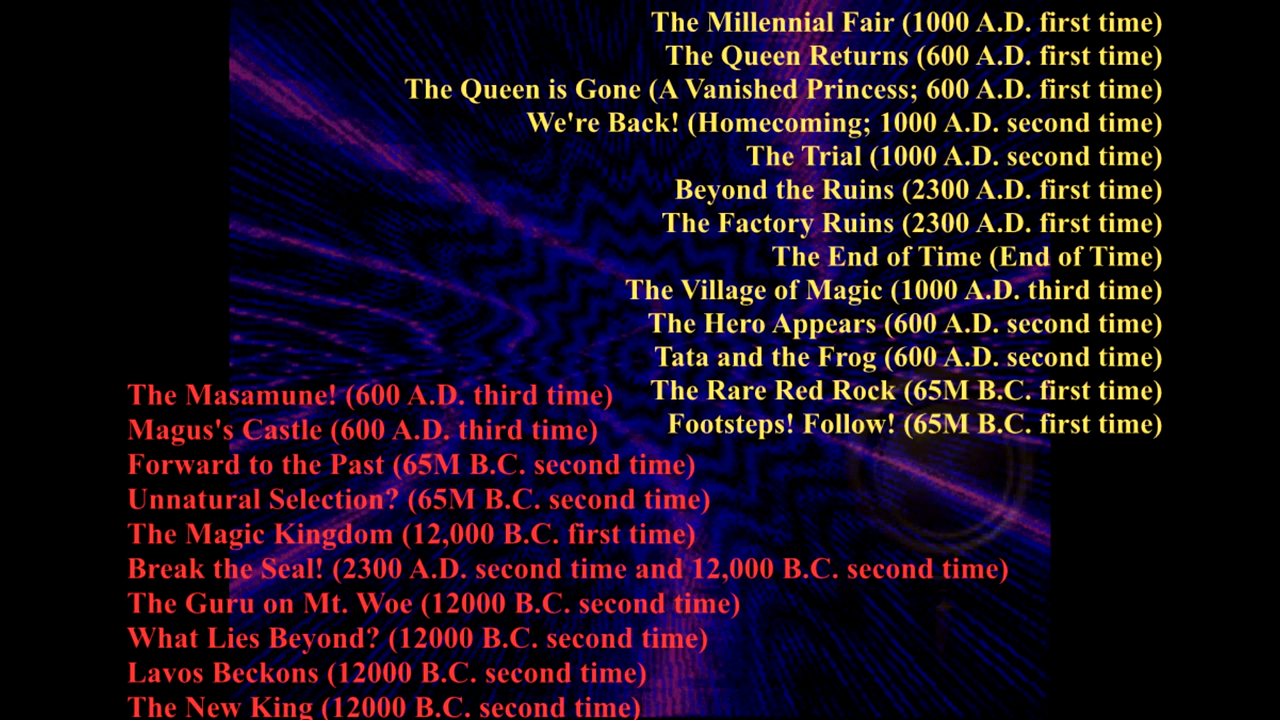 The Millennial Fair (1000 A.D. first time)
The Queen Returns (600 A.D. first time)
The Queen is Gone (A Vanished Princess; 600 A.D. first time)
We're Back! (Homecoming; 1000 A.D. second time)
The Trial (1000 A.D. second time)
Beyond the Ruins (2300 A.D. first time)
The Factory Ruins (2300 A.D. first time)
The End of Time (End of Time)
The Village of Magic (1000 A.D. third time)
The Hero Appears (600 A.D. second time)
Tata and the Frog (600 A.D. second time)
The Rare Red Rock (65M B.C. first time)
Footsteps! Follow! (65M B.C. first time)
The Masamune! (600 A.D. third time)
Magus's Castle (600 A.D. third time)
Forward to the Past (65M B.C. second time)
Unnatural Selection? (65M B.C. second time)
The Magic Kingdom (12,000 B.C. first time)
Break the Seal! (2300 A.D. second time and 12,000 B.C. second time)
The Guru on Mt. Woe (12000 B.C. second time)
What Lies Beyond? (12000 B.C. second time)
Lavos Beckons (12000 B.C. second time)
The New King (12000 B.C. second time)